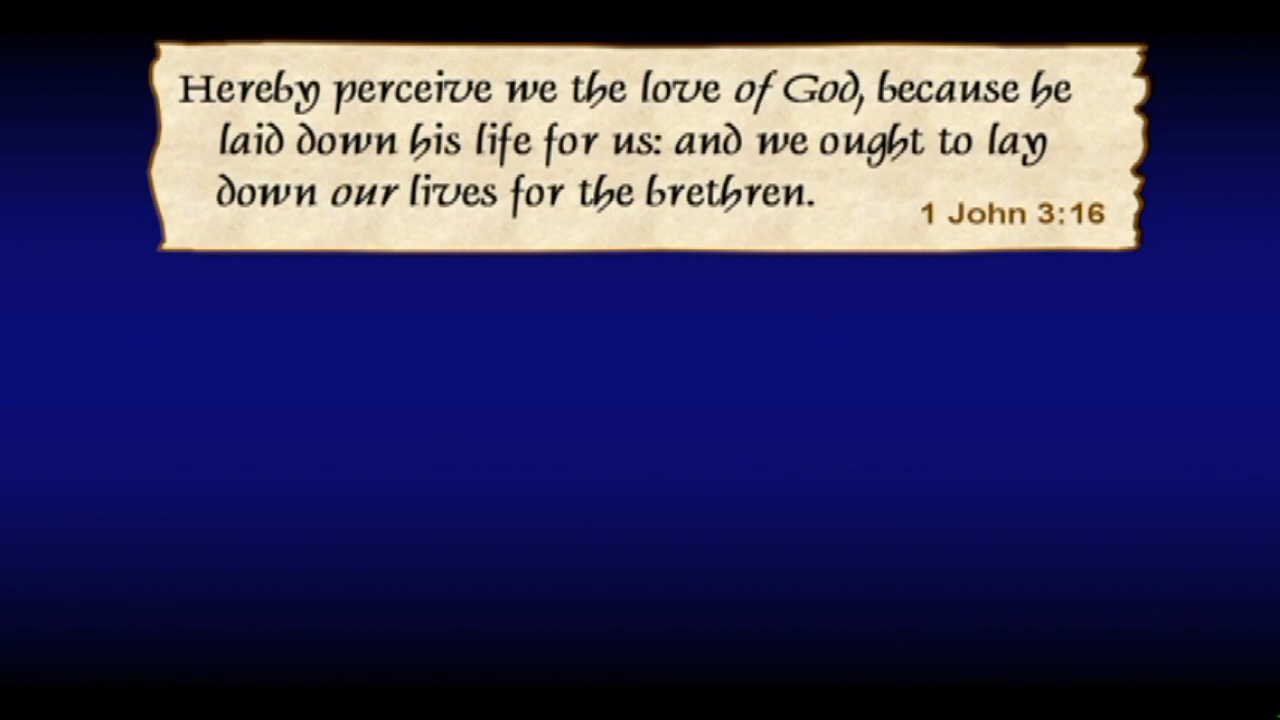 Hereby perceive we the love of God, because he
laid down his life for us: and we ought to lay
down our lives for the brethren.
1 John 3:16